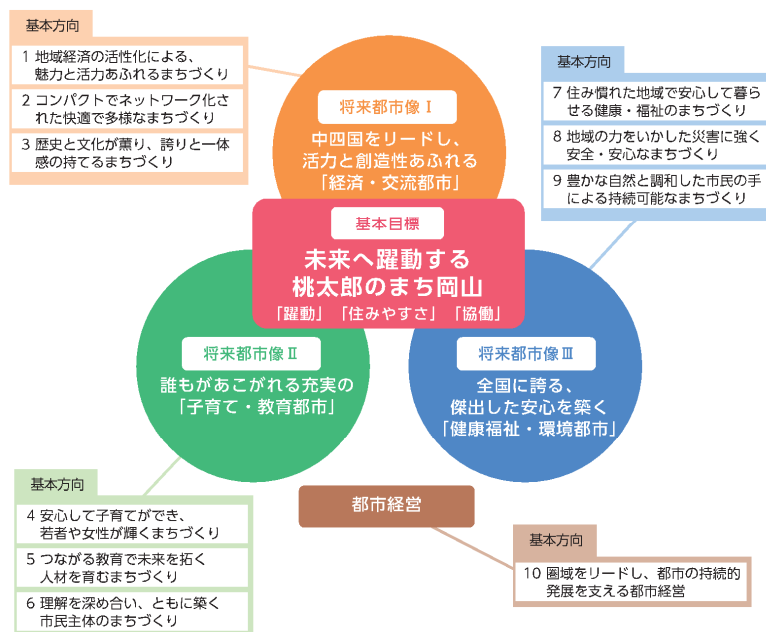 基本方向
1 地域経済の活性化による、
魅力と活力あふれるまちづくり
2 コンパクトでネットワーク化さ
れた快適で多様なまちづくり
3 歴史と文化が薫り、誇りと一体
感の持てるまちづくり
将来都市像Ⅰ
中四国をリードし、
活力と創造性あふれる
「経済・交流都市」
基本方向
7 住み慣れた地域で安心して暮ら
せる健康・福祉のまちづくり
8 地域の力をいかした災害に強く
安全・安心なまちづくり
9 豊かな自然と調和した市民の手
による持続可能なまちづくり
基本目標
未来へ躍動する
桃太郎のまち岡山
「躍動」「住みやすさ」「協働」
将来都市像Ⅱ
誰もがあこがれる充実の
「子育て・教育都市」
将来都市像Ⅲ
全国に誇る、
傑出した安心を築く
「健康福祉・環境都市」
基本方向
4 安心して子育てができ、
若者や女性が輝くまちづくり
5 つながる教育で未来を拓く
人材を育むまちづくり
6 理解を深め合い、ともに築く
市民主体のまちづくり
都市経営
基本方向
10 圏域をリードし、都市の持続的
発展を支える都市経営